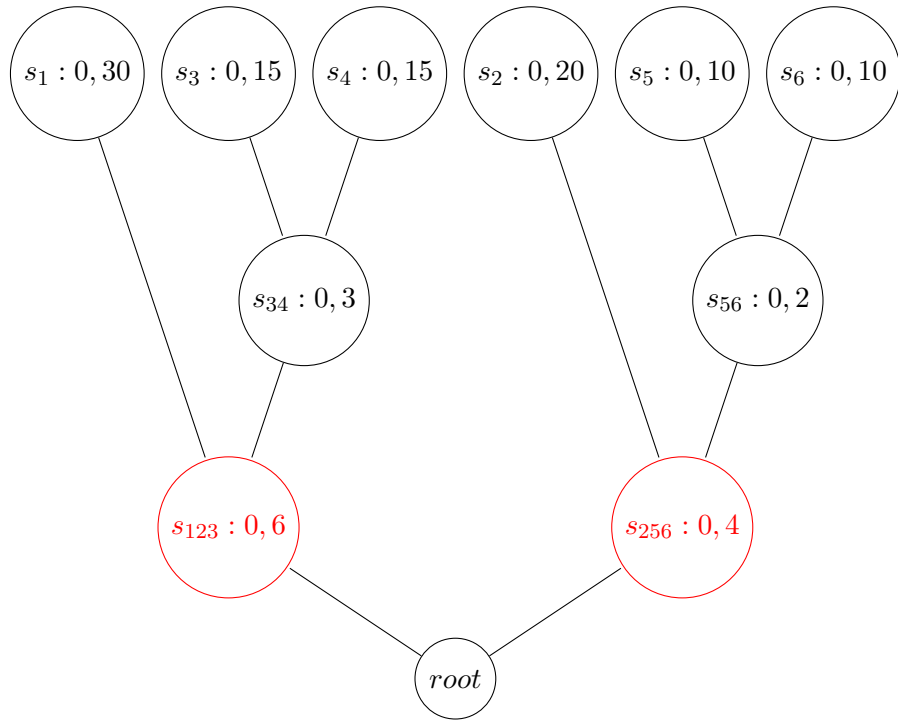 s₁ : 0, 30
s₃ : 0, 15
s₄ : 0, 15
s₂ : 0, 20
s₅ : 0, 10
s₆ : 0, 10
s₃₄ : 0, 3
s₅₆ : 0, 2
s₁₂₃ : 0, 6
s₂₅₆ : 0, 4
root